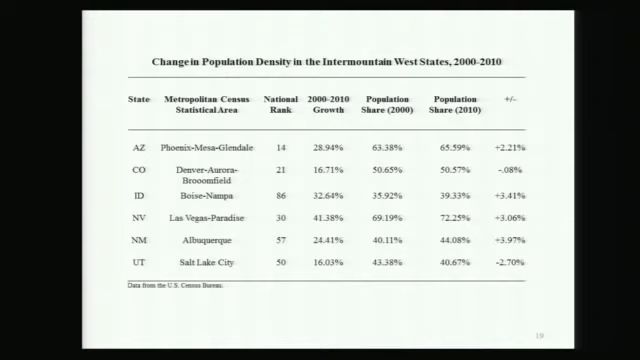 Change in Population Density in the Intermountain West States, 2000-2010
State Metropolitan Census Statistical Area National Rank 2000-2010 Growth Population Share (2000) Population Share (2010) +/-
AZ Phoenix-Mesa-Glendale 14 28.94% 63.38% 65.59% +2.21%
CO Denver-Aurora-Brooomfield 21 16.71% 50.65% 50.57% -.08%
ID Boise-Nampa 86 32.64% 35.92% 39.33% +3.41%
NV Las Vegas-Paradise 30 41.38% 69.19% 72.25% +3.06%
NM Albuquerque 57 24.41% 40.11% 44.08% +3.97%
UT Salt Lake City 50 16.03% 43.38% 40.67% -2.70%
Data from the U.S. Census Bureau.
19